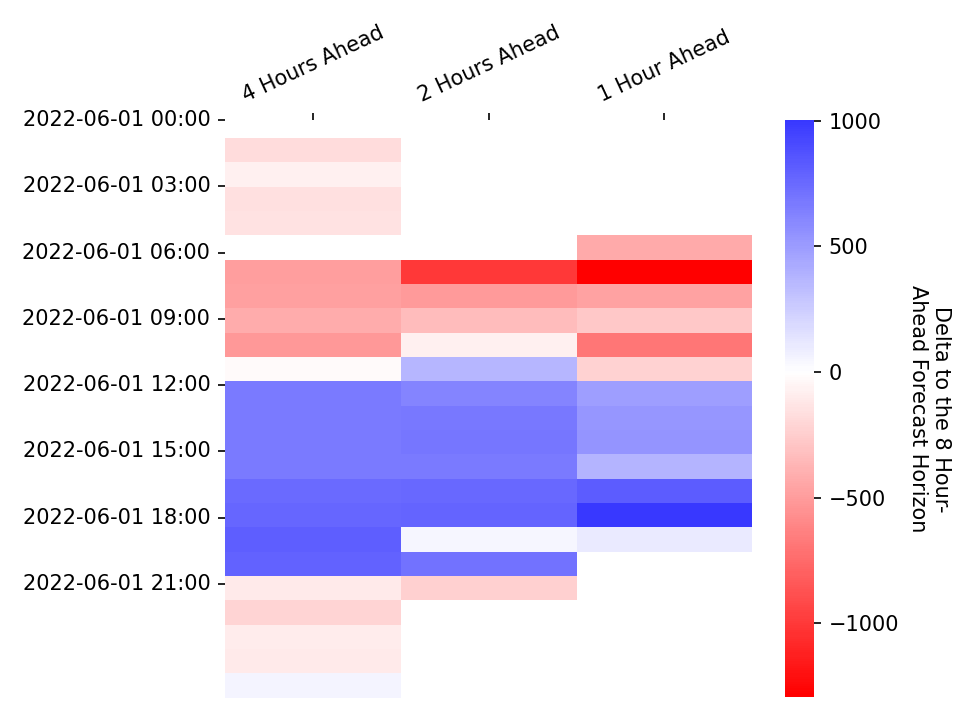 4 Hours Ahead
2 Hours Ahead
1 Hour Ahead
2022-06-01 00:00
2022-06-01 03:00
2022-06-01 06:00
2022-06-01 09:00
2022-06-01 12:00
2022-06-01 15:00
2022-06-01 18:00
2022-06-01 21:00
1000
500
0
−500
−1000
Delta to the 8 Hour-
Ahead Forecast Horizon